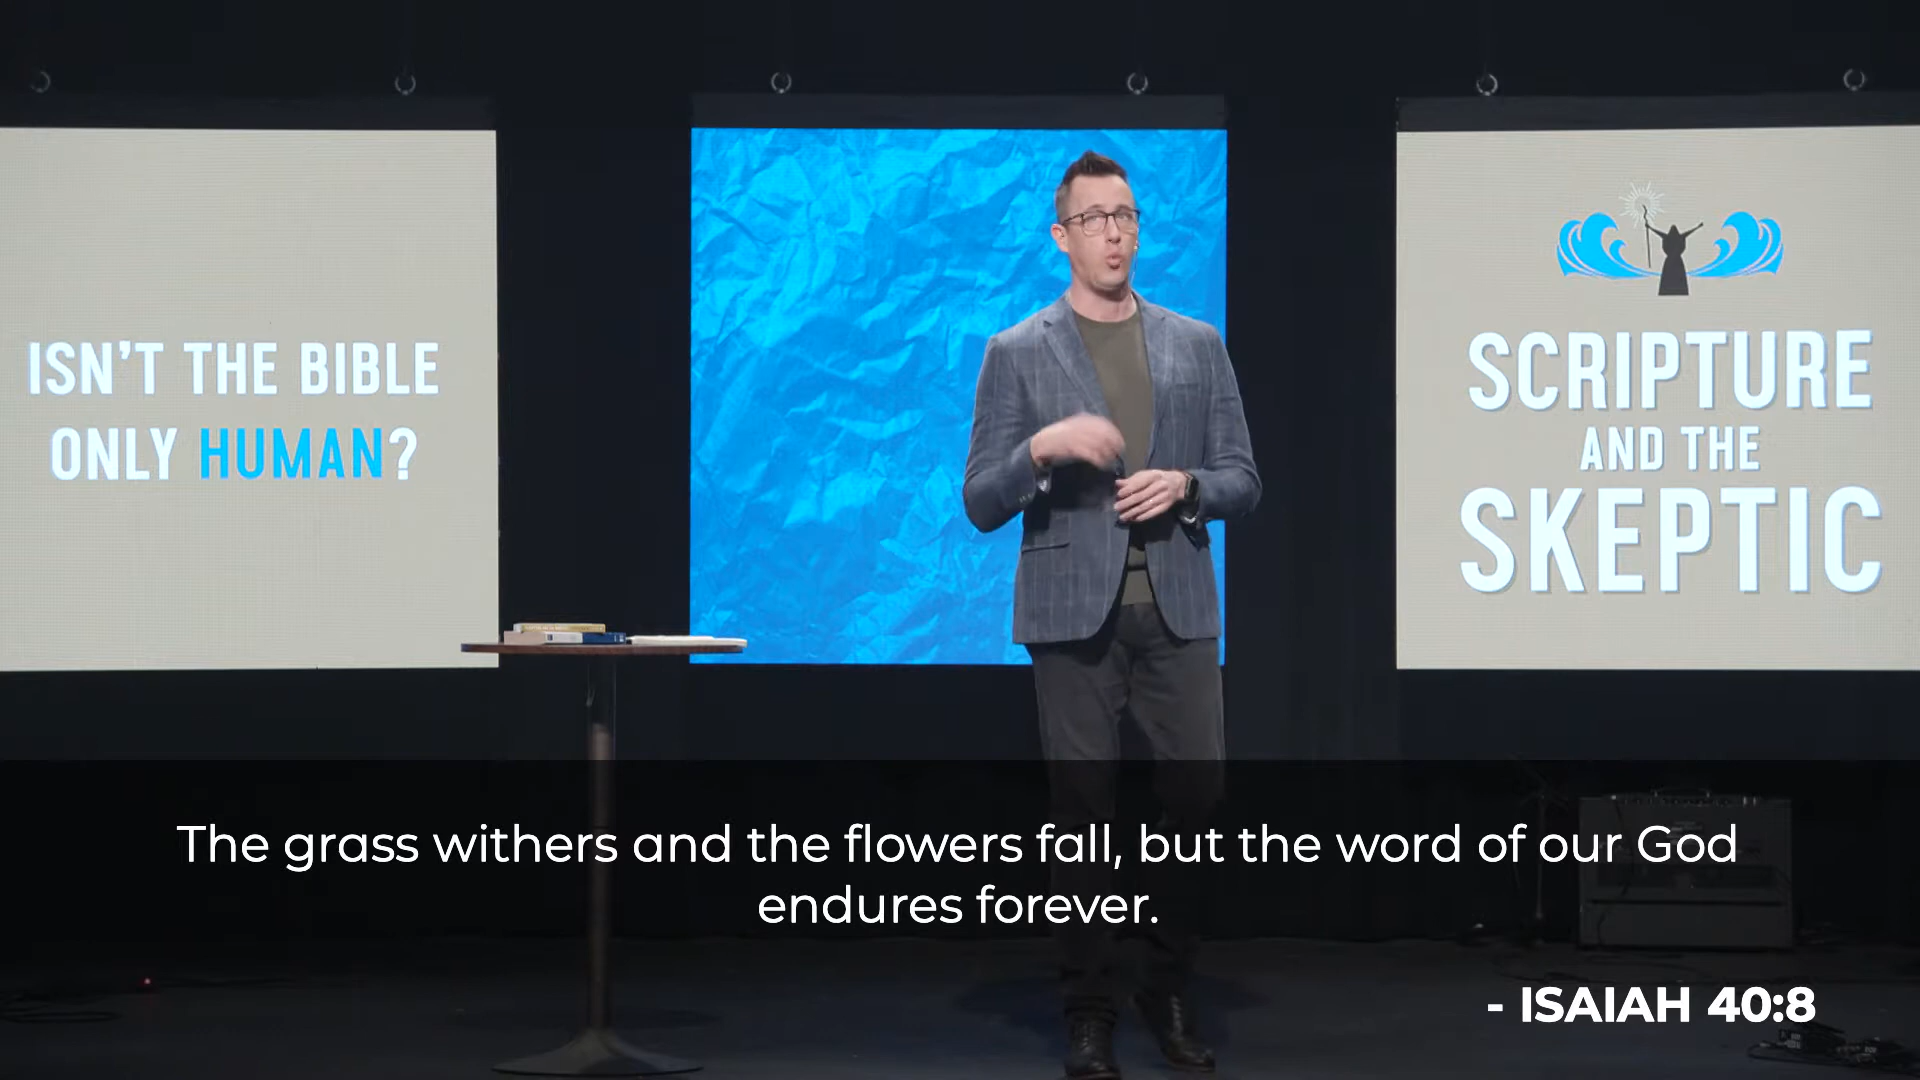 ISN'T THE BIBLE
ONLY HUMAN?
SCRIPTURE
AND THE
SKEPTIC
The grass withers and the flowers fall, but the word of our God
endures forever.
- ISAIAH 40:8